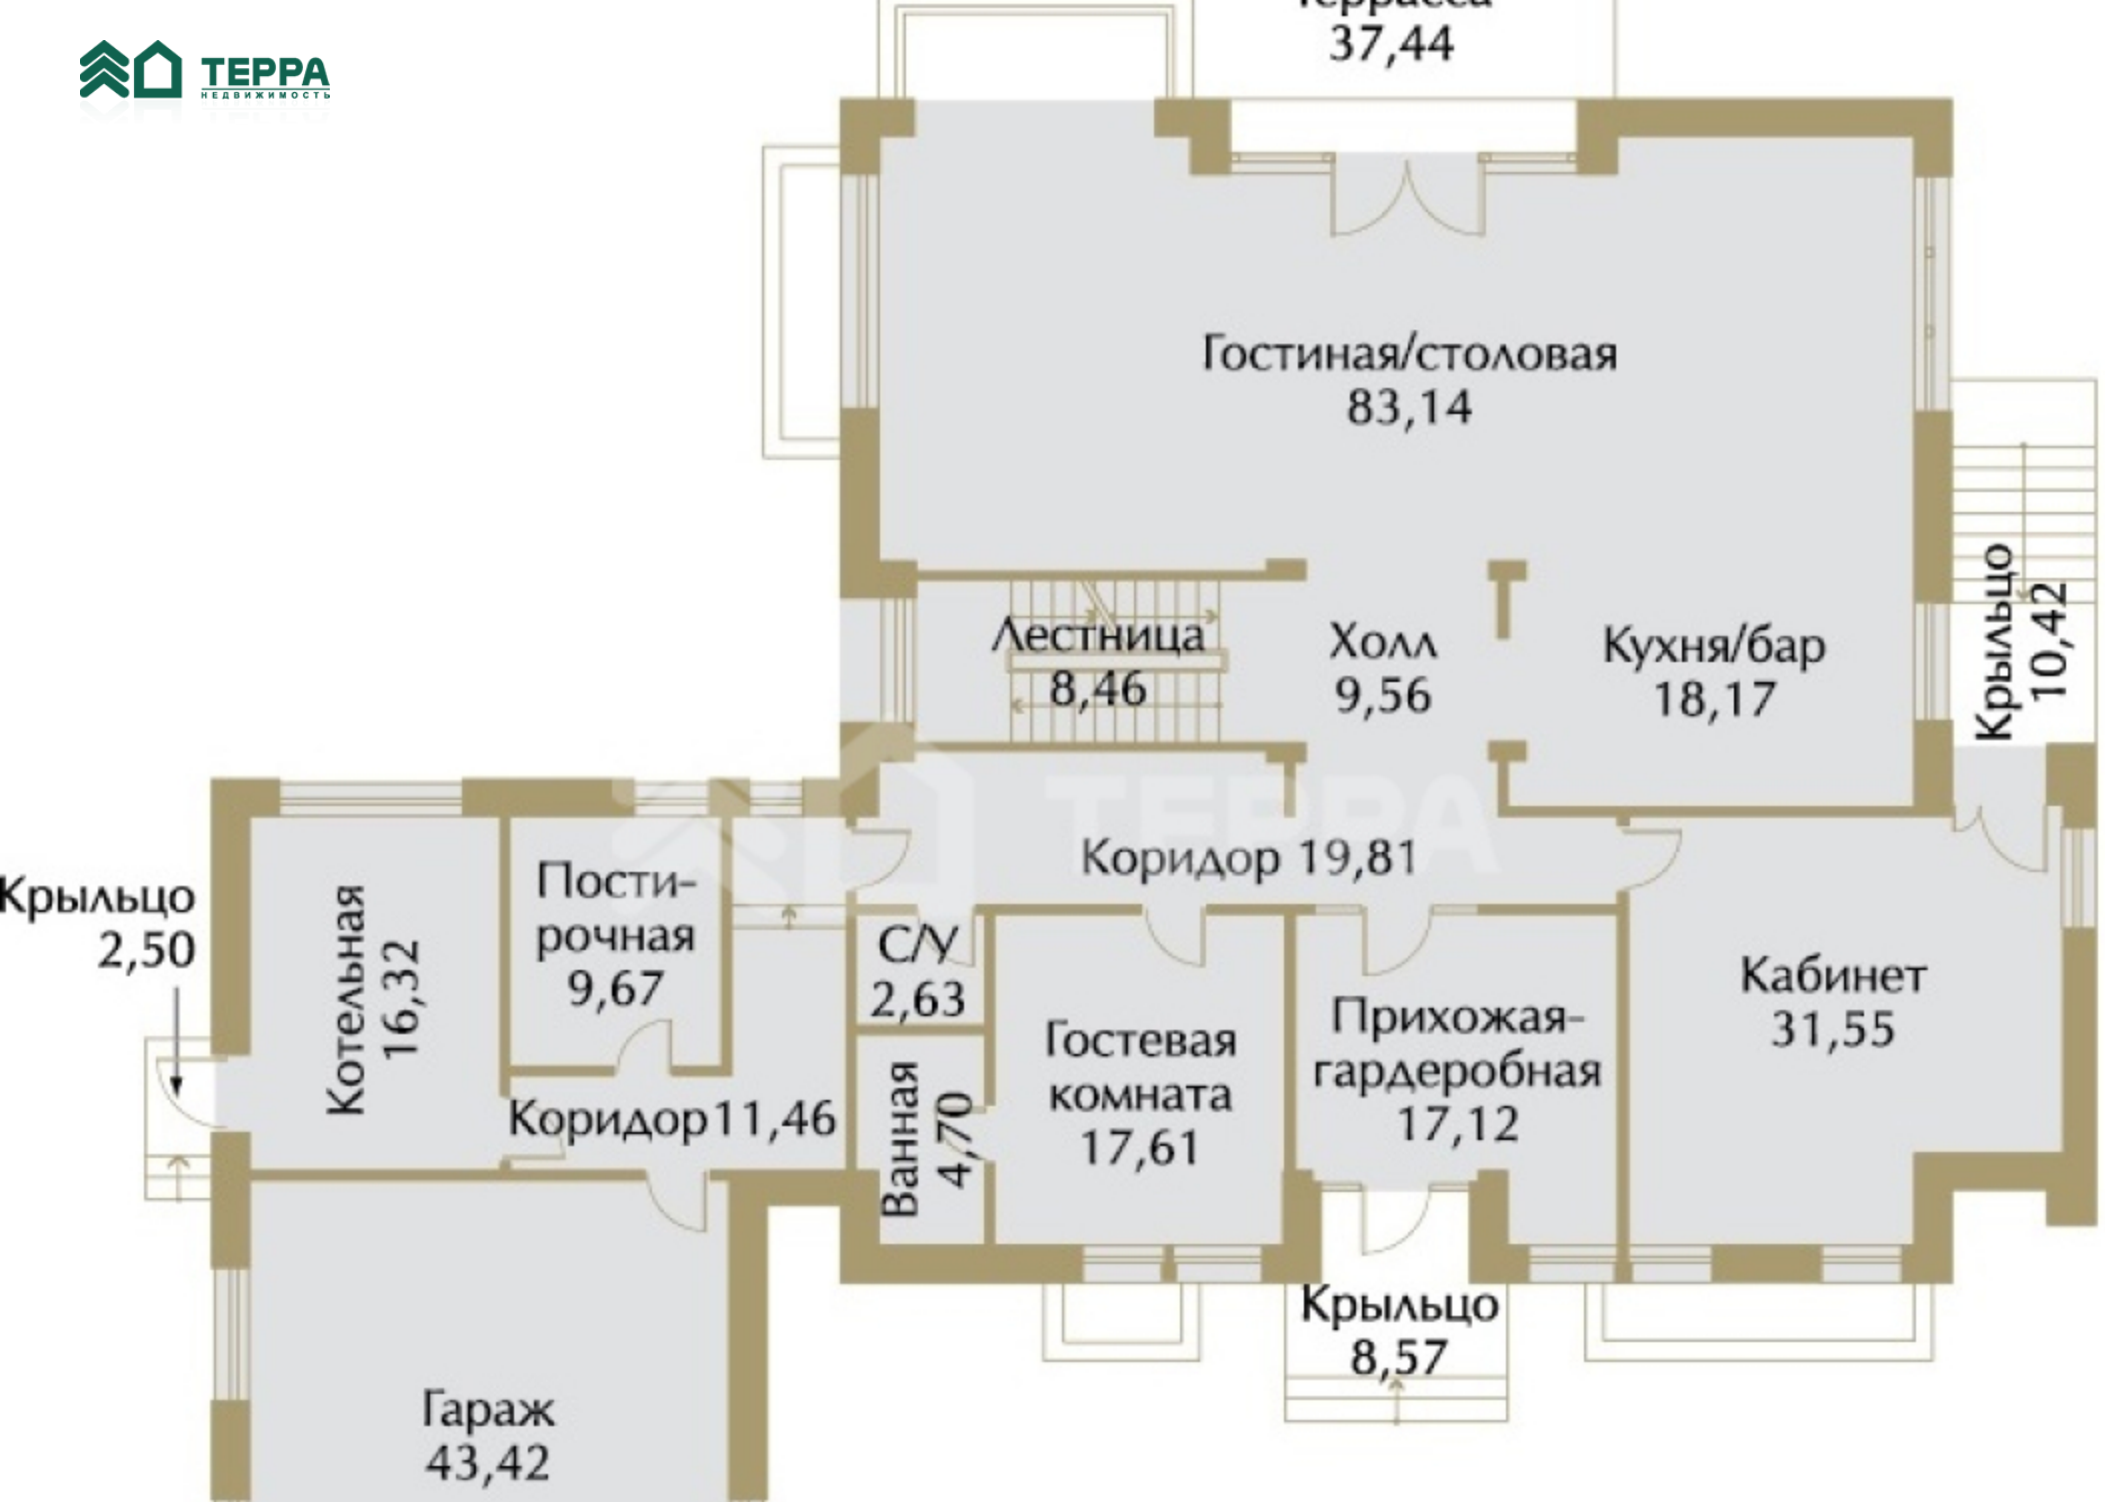 Терраса
37,44
ТЕРРА
НЕДВИЖИМОСТЬ
Гостиная/столовая
83,14
Лестница
8,46
Холл
9,56
Кухня/бар
18,17
Крыльцо
10,42
ТЕРРА
Коридор 19,81
Крыльцо
2,50
Котельная
16,32
Пости-
рочная
9,67
С/У
2,63
Кабинет
31,55
Гостевая
комната
17,61
Прихожая-
гардеробная
17,12
Коридор 11,46
Ванная
4,70
Крыльцо
8,57
Гараж
43,42